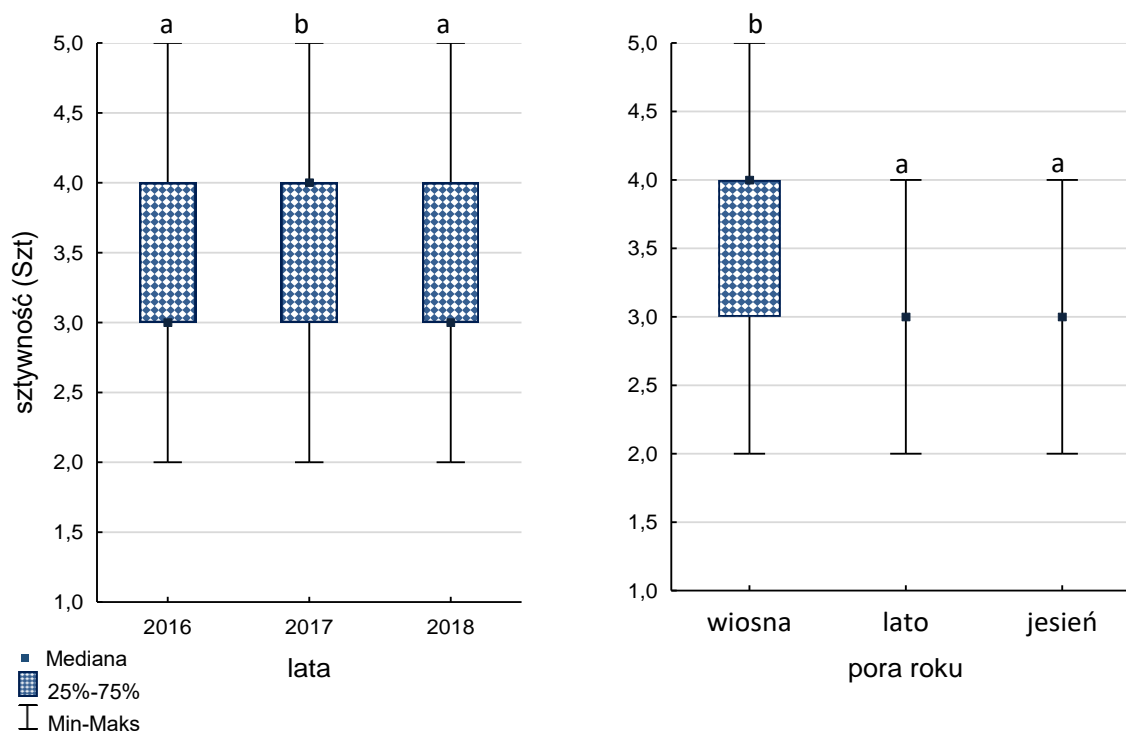 a b a
5,0
4,5
4,0
3,5
3,0
2,5
2,0
1,5
1,0
sztywność (Szt)
2016 2017 2018
lata
Mediana
25%-75%
Min-Maks
b
a a
5,0
4,5
4,0
3,5
3,0
2,5
2,0
1,5
1,0
wiosna lato jesień
pora roku